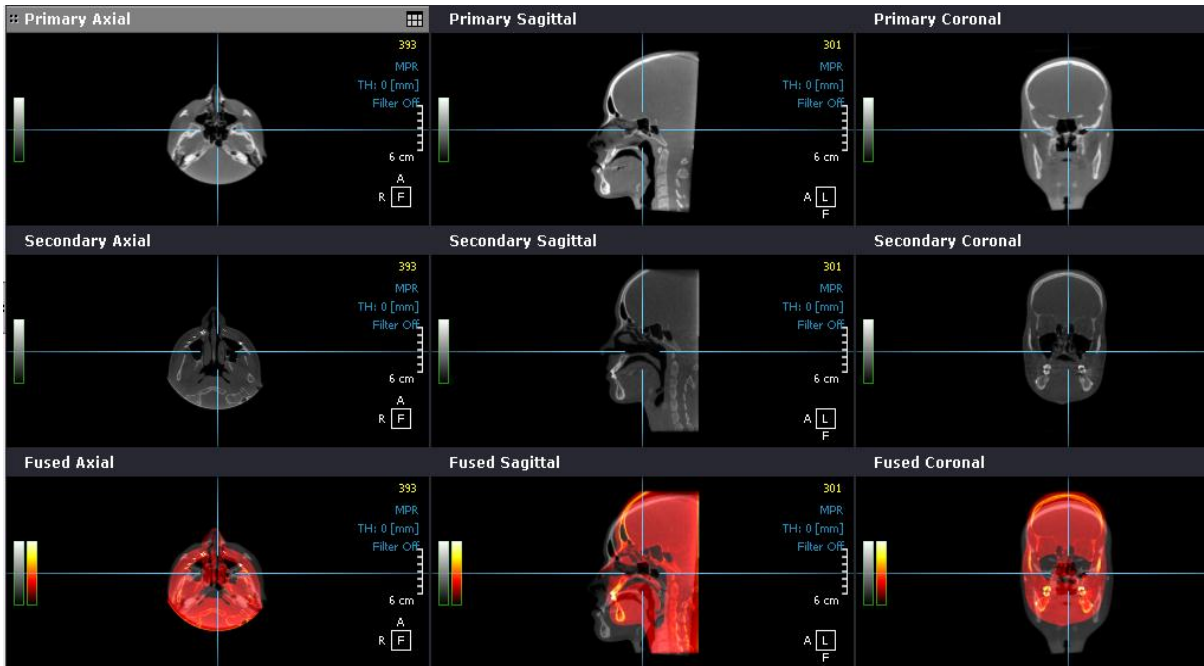 Primary Axial
393
MPR
TH: 0 [mm]
Filter Off
6 cm
A
R F
Primary Sagittal
301
MPR
TH: 0 [mm]
Filter Off
6 cm
A L
F
Primary Coronal
Secondary Axial
393
MPR
TH: 0 [mm]
Filter Off
6 cm
A
R F
Secondary Sagittal
301
MPR
TH: 0 [mm]
Filter Off
6 cm
A L
F
Secondary Coronal
Fused Axial
393
MPR
TH: 0 [mm]
Filter Off
6 cm
A
R F
Fused Sagittal
301
MPR
TH: 0 [mm]
Filter Off
6 cm
A L
F
Fused Coronal